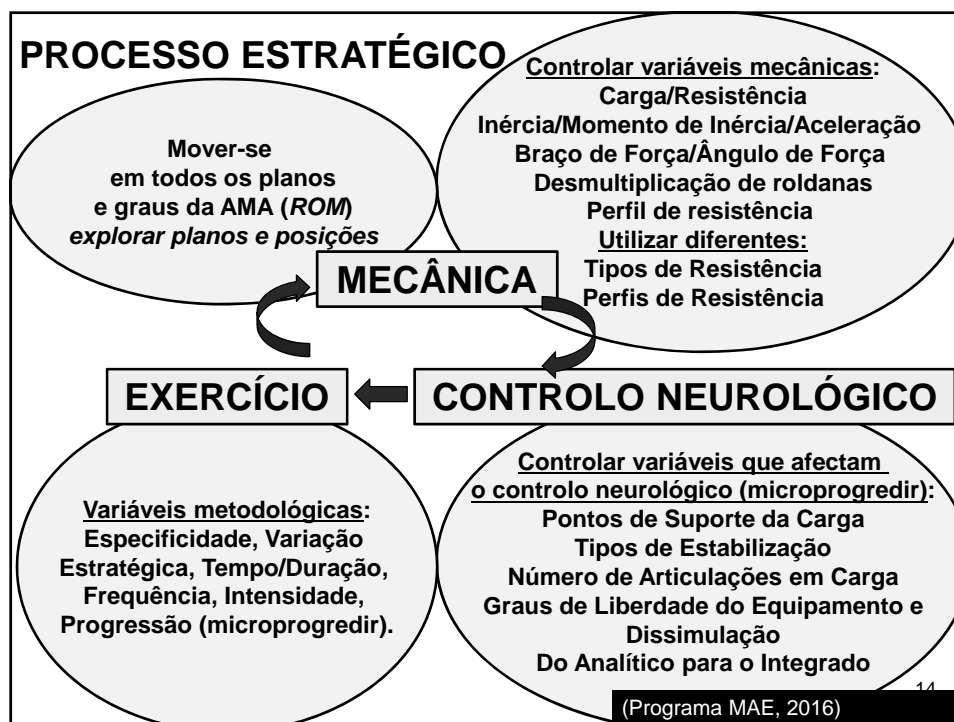 PROCESSO ESTRATÉGICO
Mover-se
em todos os planos
e graus da AMA (ROM)
explorar planos e posições
Controlar variáveis mecânicas:
Carga/Resistência
Inércia/Momento de Inércia/Aceleração
Braço de Força/Ângulo de Força
Desmultiplicação de roldanas
Perfil de resistência
Utilizar diferentes:
Tipos de Resistência
Perfis de Resistência
MECÂNICA
EXERCÍCIO
CONTROLO NEUROLÓGICO
Variáveis metodológicas:
Especificidade, Variação
Estratégica, Tempo/Duração,
Frequência, Intensidade,
Progressão (microprogredir).
Controlar variáveis que afectam
o controlo neurológico (microprogredir):
Pontos de Suporte da Carga
Tipos de Estabilização
Número de Articulações em Carga
Graus de Liberdade do Equipamento e
Dissimulação
Do Analítico para o Integrado
14
(Programa MAE, 2016)